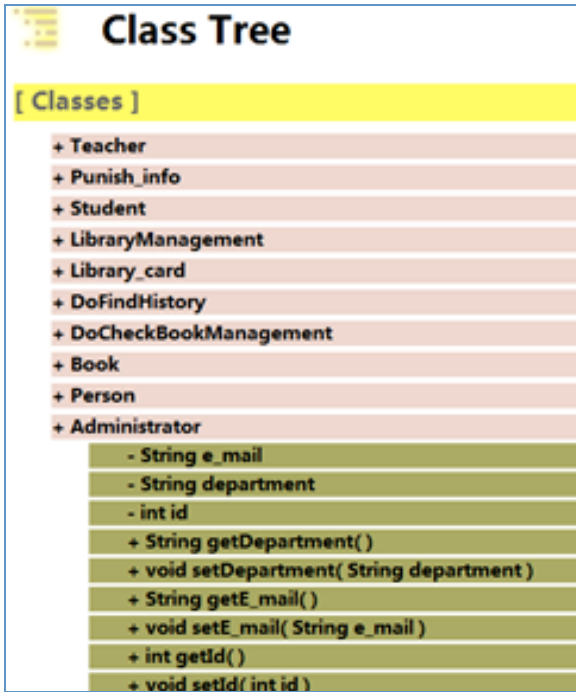 Class Tree
[ Classes ]
+ Teacher
+ Punish_info
+ Student
+ LibraryManagement
+ Library_card
+ DoFindHistory
+ DoCheckBookManagement
+ Book
+ Person
+ Administrator
- String e_mail
- String department
- int id
+ String getDepartment( )
+ void setDepartment( String department )
+ String getE_mail( )
+ void setE_mail( String e_mail )
+ int getId( )
+ void setId( int id )